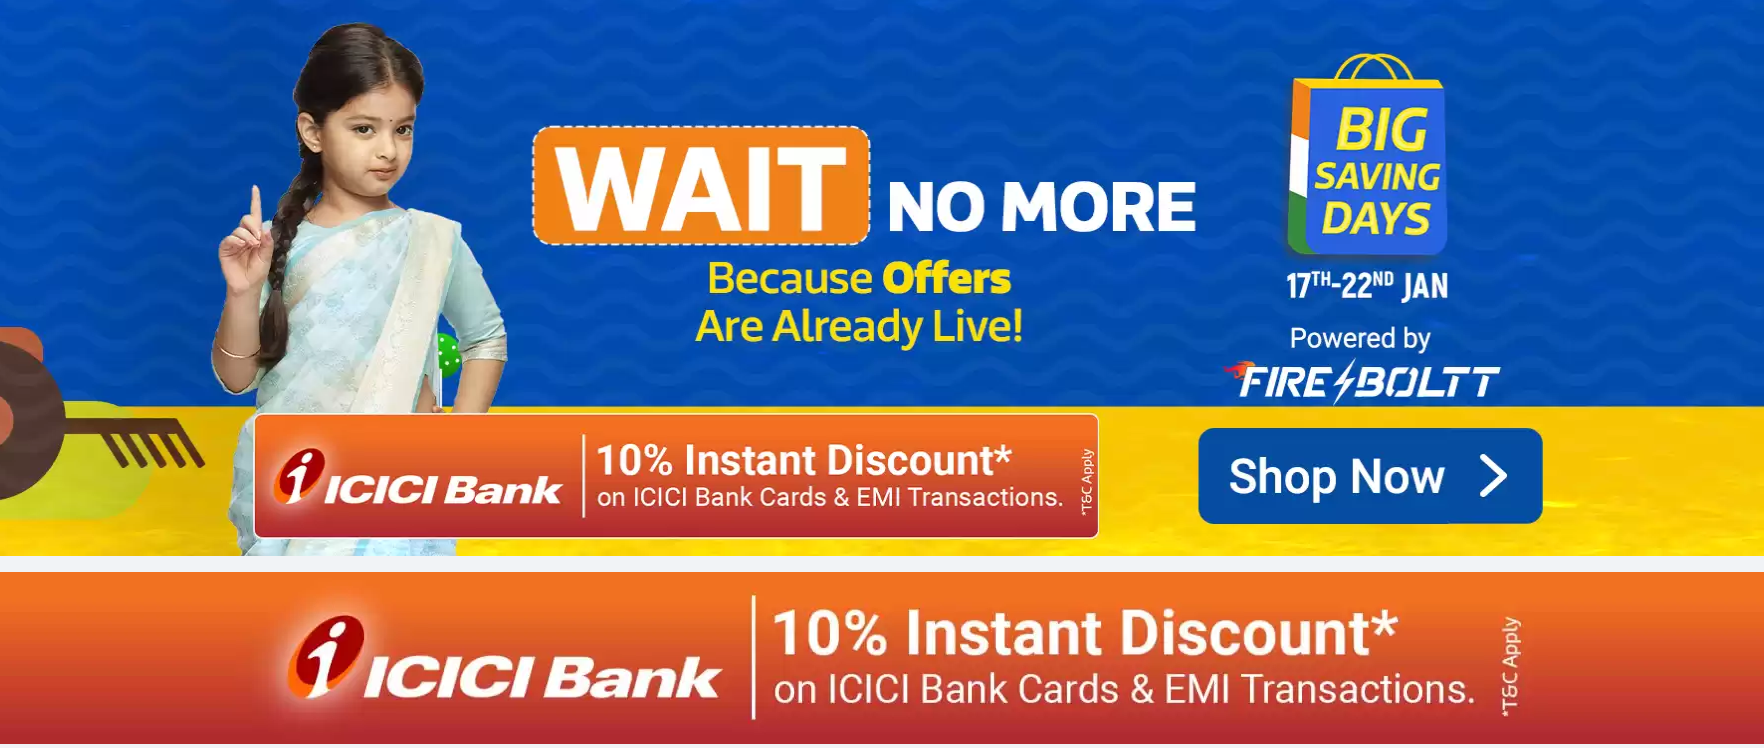 WAIT NO MORE
Because Offers
Are Already Live!
BIG
SAVING
DAYS
17TH-22ND JAN
Powered by
FIRE BOLTT
i ICICI Bank
10% Instant Discount*
on ICICI Bank Cards & EMI Transactions.
*T&C Apply
Shop Now
i ICICI Bank
10% Instant Discount*
on ICICI Bank Cards & EMI Transactions.
*T&C Apply